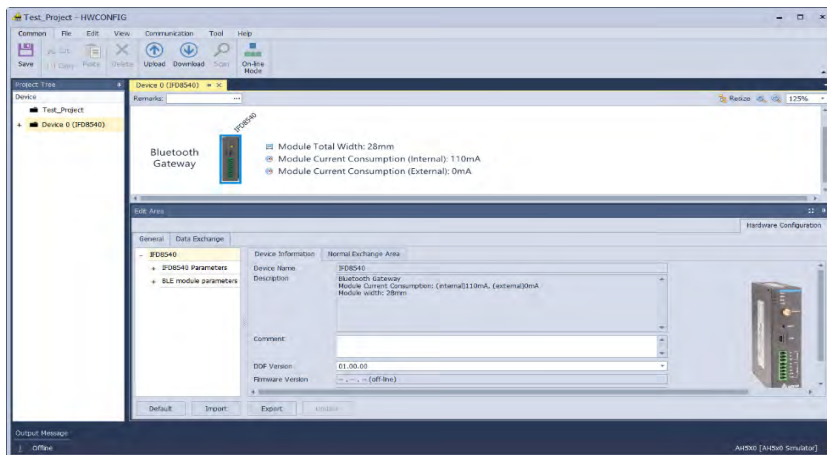 Test_Project - HWCONFIG
Common File Edit View Communication Tool Help
Save Cut Copy Paste Delete Upload Download Scan On-line Mode
Project Tree
Device
Test_Project
Device 0 (IFD8540)
Device 0 (IFD8540)
Remarks: ...
Resize 125%
IFD8540
Bluetooth Gateway
Module Total Width: 28mm
Module Current Consumption (Internal): 110mA
Module Current Consumption (External): 0mA
Edit Area
Hardware Configuration
General Data Exchange
IFD8540
IFD8540 Parameters
BLE module parameters
Device Information Normal Exchange Area
Device Name IFD8540
Description Bluetooth Gateway
Module Current Consumption: (internal)110mA, (external)0mA
Module width: 28mm
Comment
DDF Version 01.00.00
Firmware Version --.--.-- (off-line)
Default Import Export Update
Output Message
Offline
AH5x0 [AH5x0 Simulator]